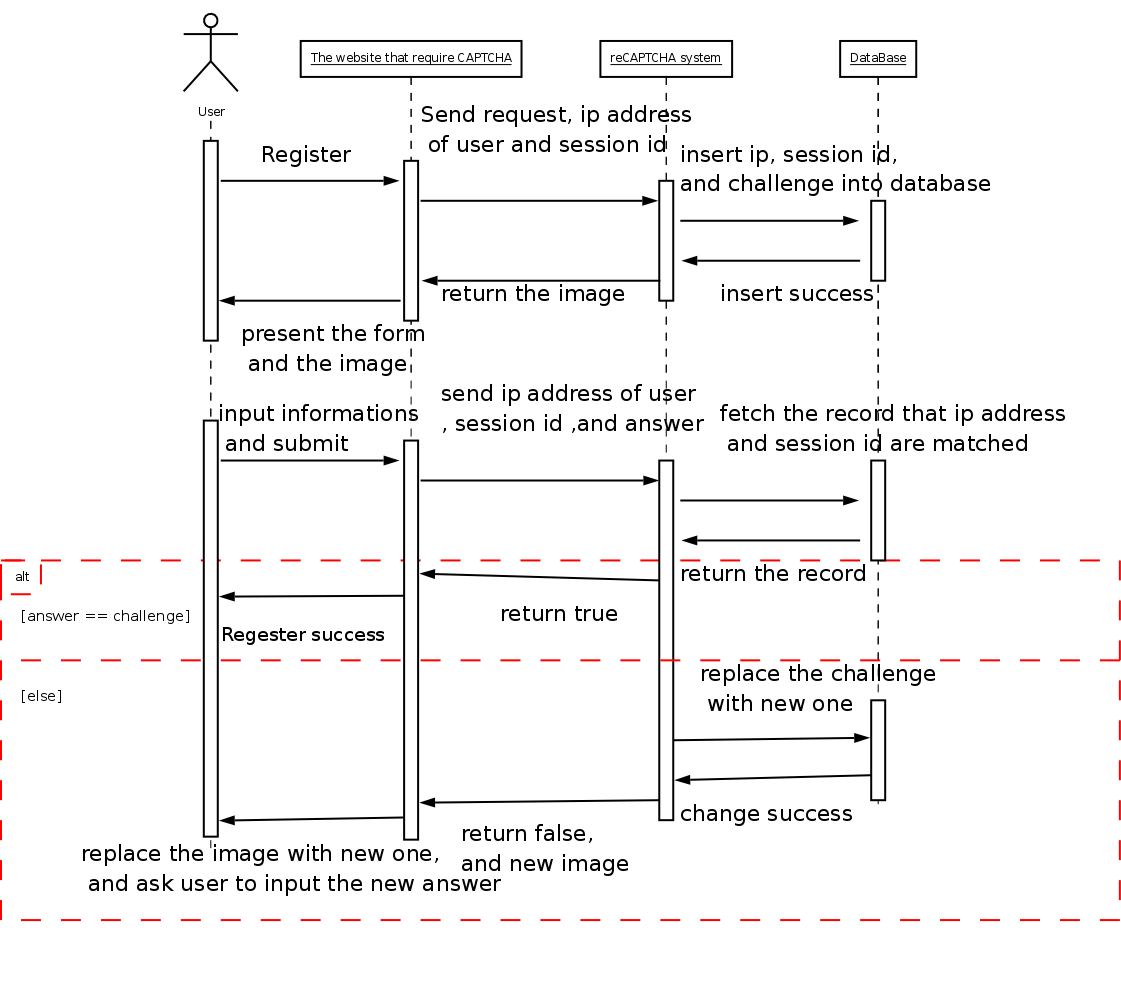 The website that require CAPTCHA
reCAPTCHA system
DataBase
User
Send request, ip address
of user and session id
Register
insert ip, session id,
and challenge into database
return the image
insert success
present the form
and the image
send ip address of user
, session id ,and answer
input informations
and submit
fetch the record that ip address
and session id are matched
alt
return the record
[answer == challenge]
return true
Regester success
replace the challenge
with new one
[else]
change success
return false,
and new image
replace the image with new one,
and ask user to input the new answer